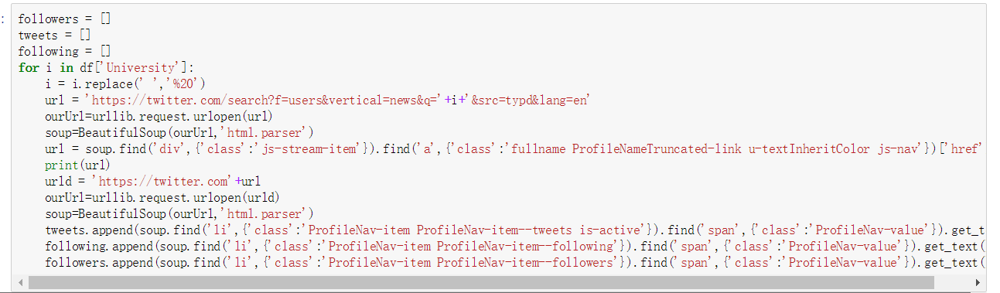 : followers = []
tweets = []
following = []
for i in df['University']:
    i = i.replace(' ','%20')
    url = 'https://twitter.com/search?f=users&vertical=news&q='+i+'&src=typd&lang=en'
    ourUrl=urllib.request.urlopen(url)
    soup=BeautifulSoup(ourUrl,'html.parser')
    url = soup.find('div',{'class':'js-stream-item'}).find('a',{'class':'fullname ProfileNameTruncated-link u-textInheritColor js-nav'})['href'
    print(url)
    urld = 'https://twitter.com'+url
    ourUrl=urllib.request.urlopen(urld)
    soup=BeautifulSoup(ourUrl,'html.parser')
    tweets.append(soup.find('li',{'class':'ProfileNav-item ProfileNav-item--tweets is-active'}).find('span',{'class':'ProfileNav-value'}).get_t
    following.append(soup.find('li',{'class':'ProfileNav-item ProfileNav-item--following'}).find('span',{'class':'ProfileNav-value'}).get_text(
    followers.append(soup.find('li',{'class':'ProfileNav-item ProfileNav-item--followers'}).find('span',{'class':'ProfileNav-value'}).get_text(